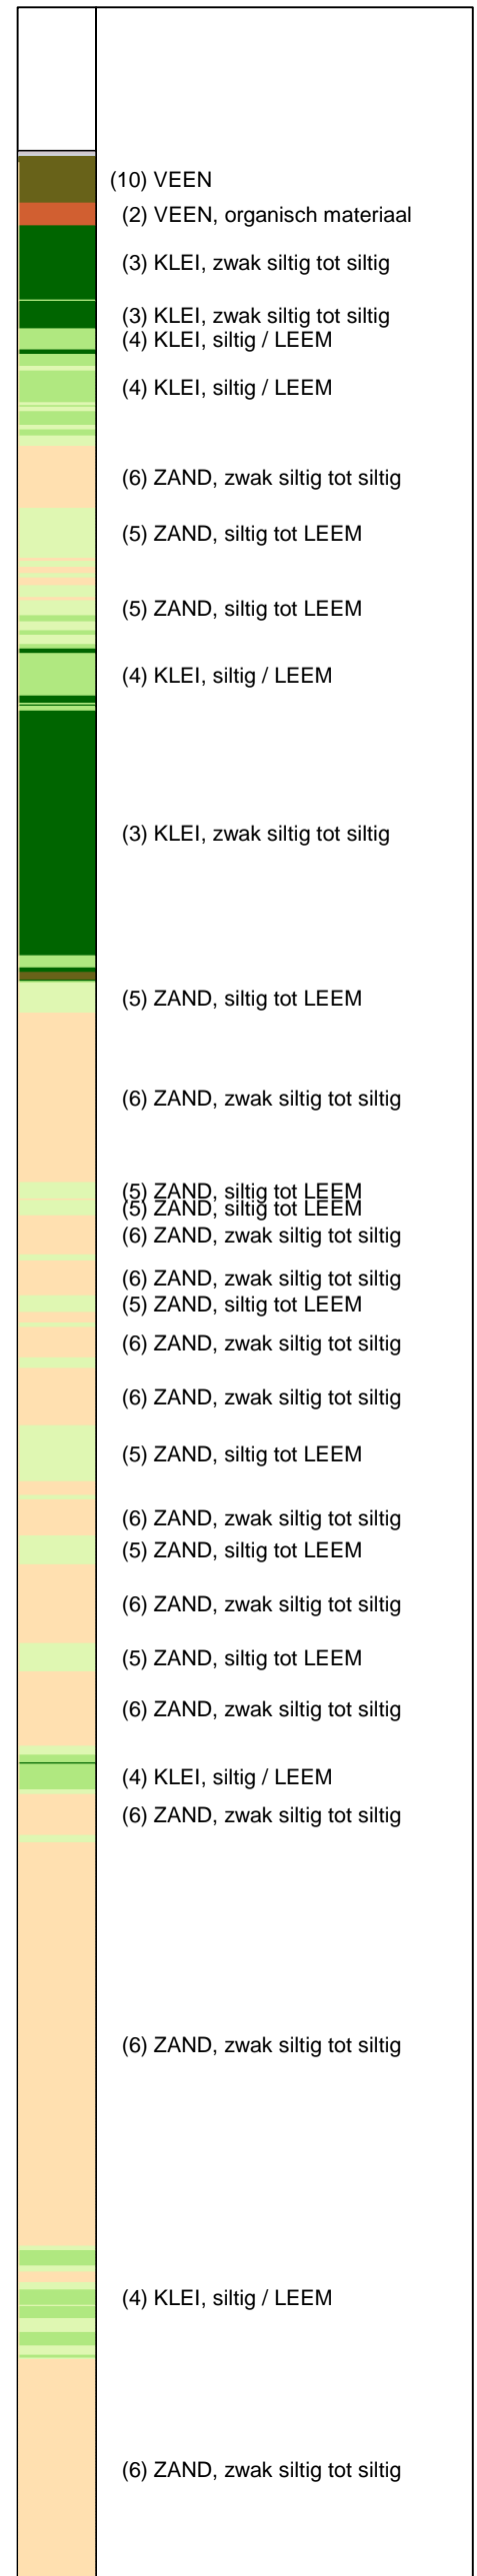 (10) VEEN
(2) VEEN, organisch materiaal
(3) KLEI, zwak siltig tot siltig
(3) KLEI, zwak siltig tot siltig
(4) KLEI, siltig / LEEM
(4) KLEI, siltig / LEEM
(6) ZAND, zwak siltig tot siltig
(5) ZAND, siltig tot LEEM
(5) ZAND, siltig tot LEEM
(4) KLEI, siltig / LEEM
(3) KLEI, zwak siltig tot siltig
(5) ZAND, siltig tot LEEM
(6) ZAND, zwak siltig tot siltig
(5) ZAND, siltig tot LEEM
(5) ZAND, siltig tot LEEM
(6) ZAND, zwak siltig tot siltig
(6) ZAND, zwak siltig tot siltig
(5) ZAND, siltig tot LEEM
(6) ZAND, zwak siltig tot siltig
(6) ZAND, zwak siltig tot siltig
(5) ZAND, siltig tot LEEM
(6) ZAND, zwak siltig tot siltig
(5) ZAND, siltig tot LEEM
(6) ZAND, zwak siltig tot siltig
(5) ZAND, siltig tot LEEM
(6) ZAND, zwak siltig tot siltig
(4) KLEI, siltig / LEEM
(6) ZAND, zwak siltig tot siltig
(6) ZAND, zwak siltig tot siltig
(4) KLEI, siltig / LEEM
(6) ZAND, zwak siltig tot siltig